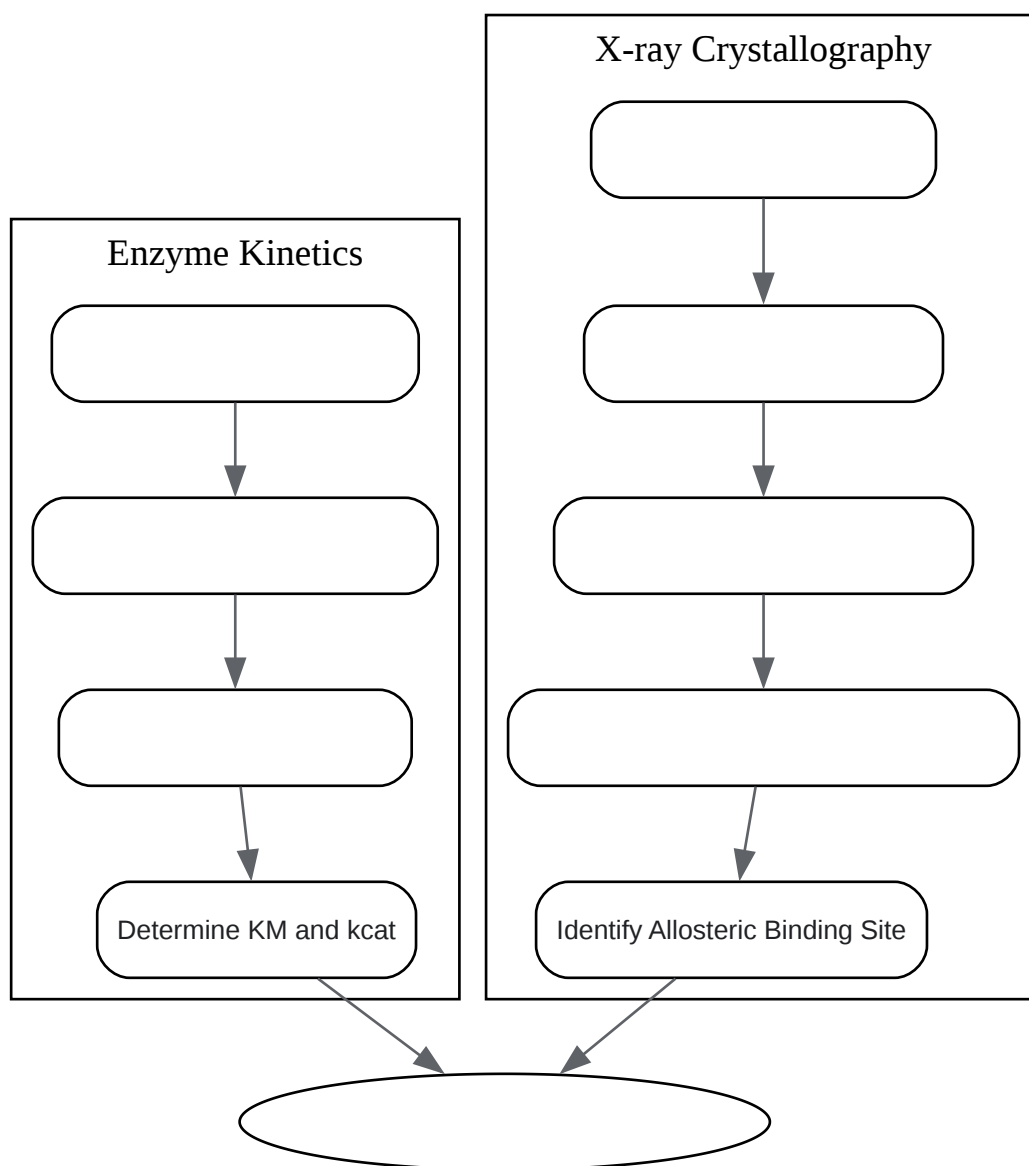 X-ray Crystallography
Enzyme Kinetics
Determine KM and kcat
Identify Allosteric Binding Site